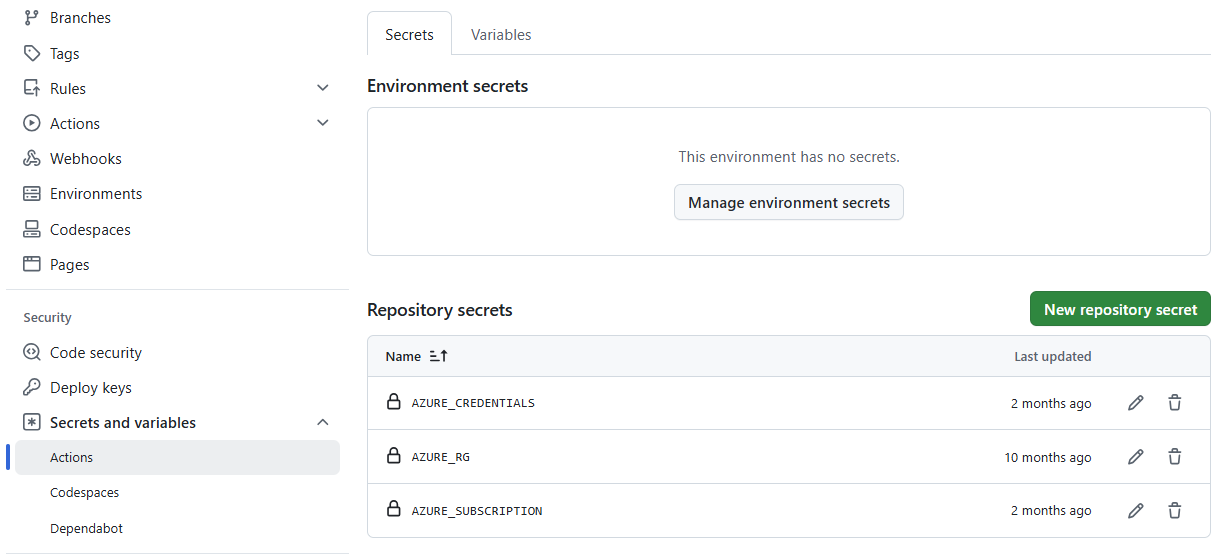 Branches
Tags
Rules
Actions
Webhooks
Environments
Codespaces
Pages
Security
Code security
Deploy keys
Secrets and variables
Actions
Codespaces
Dependabot
Secrets Variables
Environment secrets
This environment has no secrets.
Manage environment secrets
Repository secrets New repository secret
Name Last updated
AZURE_CREDENTIALS 2 months ago
AZURE_RG 10 months ago
AZURE_SUBSCRIPTION 2 months ago